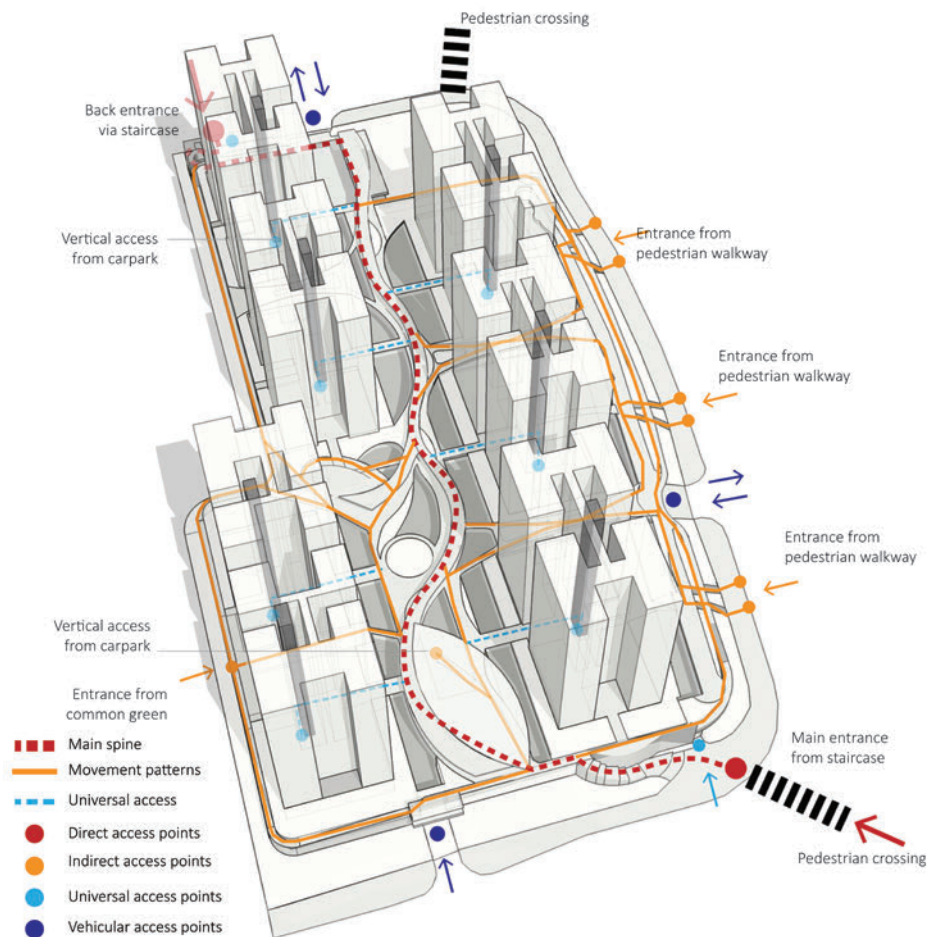 Pedestrian crossing
Back entrance
via staircase
Vertical access
from carpark
Entrance from
pedestrian walkway
Entrance from
pedestrian walkway
Entrance from
pedestrian walkway
Vertical access
from carpark
Entrance from
common green
Main entrance
from staircase
Pedestrian crossing
Main spine
Movement patterns
Universal access
Direct access points
Indirect access points
Universal access points
Vehicular access points